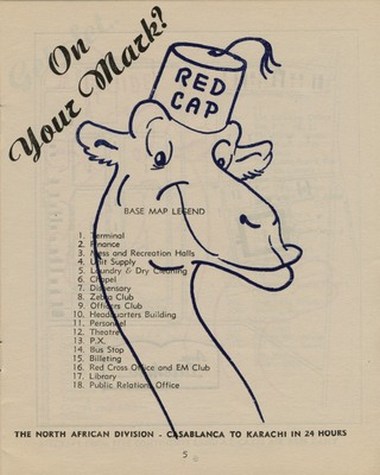 On
Your Mark?
RED
CAP
BASE MAP LEGEND
1. Terminal
2. Finance
3. Mess and Recreation Halls
4. Unit Supply
5. Laundry & Dry Cleaning
6. Chapel
7. Dispensary
8. Zebra Club
9. Officers Club
10. Headquarters Building
11. Personnel
12. Theatre
13. P.X.
14. Bus Stop
15. Billeting
16. Red Cross Office and EM Club
17. Library
18. Public Relations Office
THE NORTH AFRICAN DIVISION - CASABLANCA TO KARACHI IN 24 HOURS
5